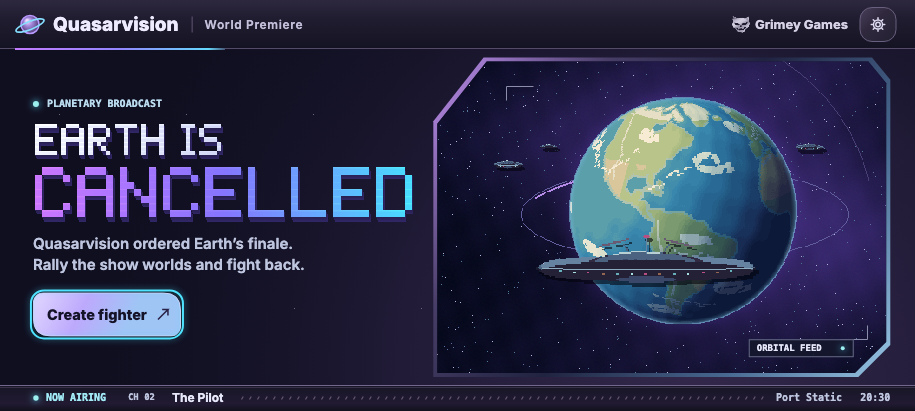 Quasarvision
World Premiere
Grimey Games
PLANETARY BROADCAST
EARTH IS
CANCELLED
Quasarvision ordered Earth’s finale.
Rally the show worlds and fight back.
Create fighter
ORBITAL FEED
NOW AIRING
CH 02
The Pilot
Port Static
20:30